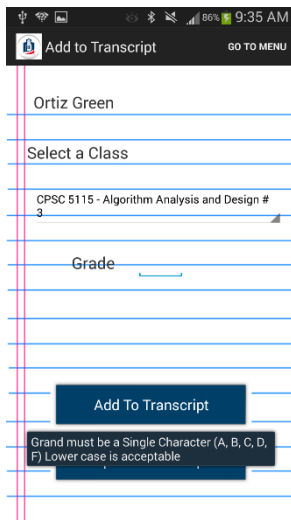 86% 9:35 AM
Add to Transcript GO TO MENU
Ortiz Green
Select a Class
CPSC 5115 - Algorithm Analysis and Design #
3
Grade
Add To Transcript
Grand must be a Single Character (A, B, C, D,
F) Lower case is acceptable